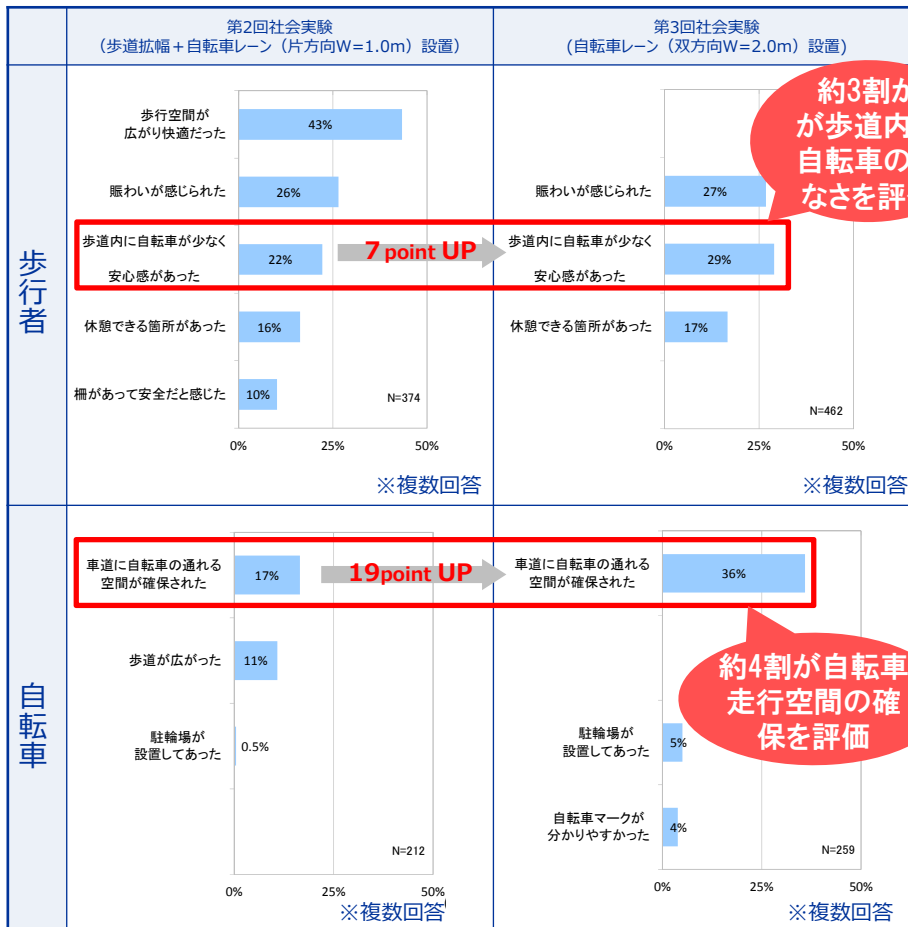 第2回社会実験
（歩道拡幅＋自転車レーン（片方向W=1.0m）設置）
第3回社会実験
(自転車レーン（双方向W=2.0m）設置)
歩行者
歩行空間が
広がり快適だった
43%
賑わいが感じられた
26%
歩道内に自転車が少なく
安心感があった
22%
休憩できる箇所があった
16%
柵があって安全だと感じた
10%
N=374
0%
25%
50%
※複数回答
7point UP
賑わいが感じられた
27%
歩道内に自転車が少なく
安心感があった
29%
休憩できる箇所があった
17%
N=462
0%
25%
50%
※複数回答
約3割が
が歩道内
自転車の
なさを評
自転車
車道に自転車の通れる
空間が確保された
17%
歩道が広がった
11%
駐輪場が
設置してあった
0.5%
N=212
0%
25%
50%
※複数回答
19point UP
車道に自転車の通れる
空間が確保された
36%
駐輪場が
設置してあった
5%
自転車マークが
分かりやすかった
4%
N=259
0%
25%
50%
※複数回答
約4割が自転車
走行空間の確
保を評価